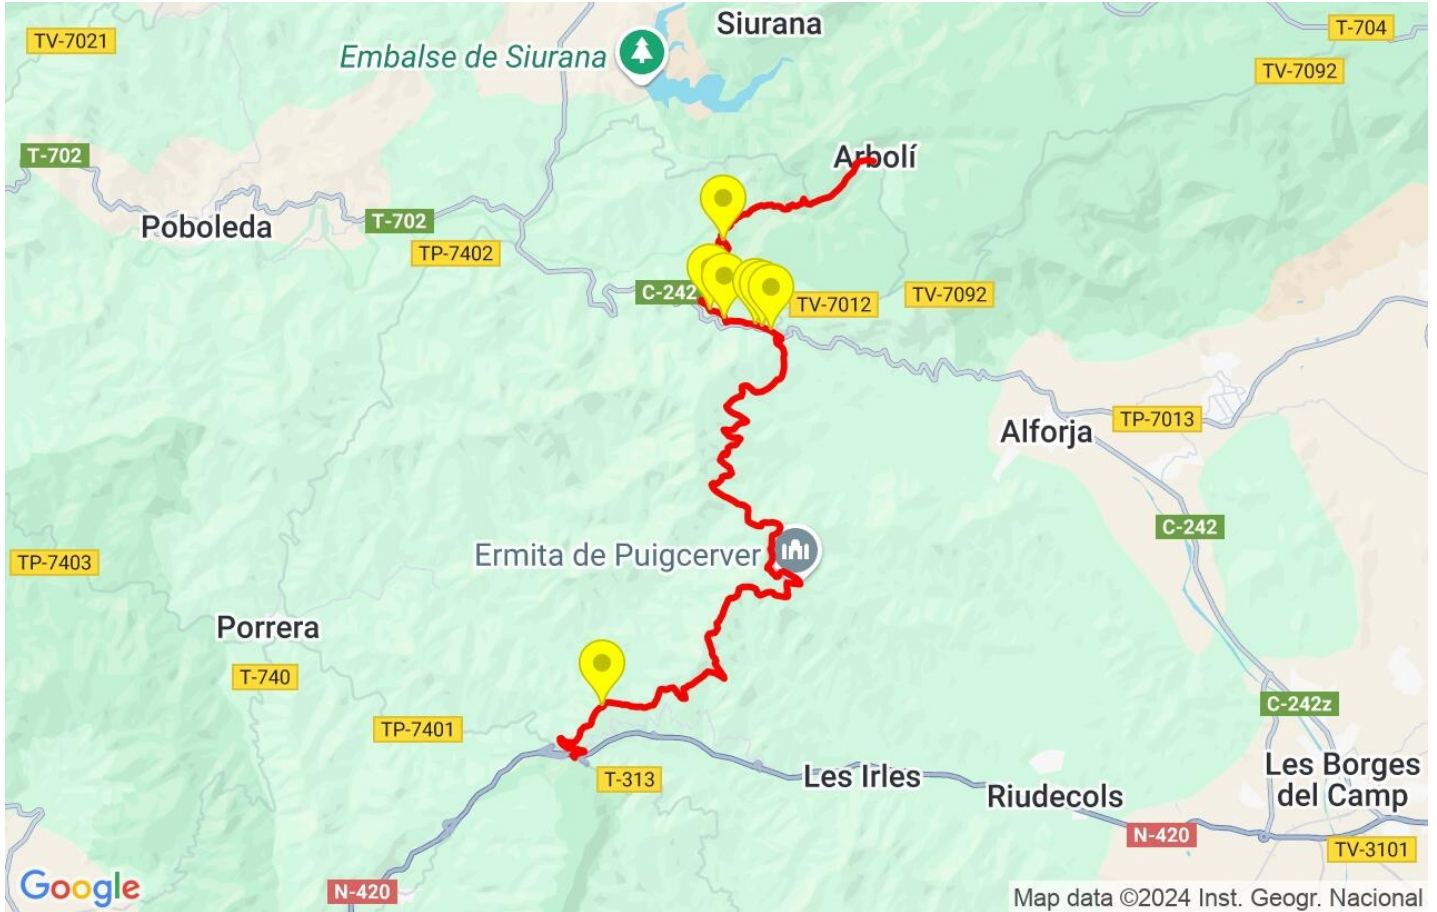 Siurana
TV-7021
T-704
Embalse de Siurana
TV-7092
T-702
Arbolí
Poboleda
T-702
TP-7402
C-242
TV-7012
TV-7092
Alforja
TP-7013
C-242
Ermita de Puigcerver
TP-7403
Porrera
T-740
C-242z
TP-7401
T-313
Les Irles
Riudecols
Les Borges
del Camp
N-420
TV-3101
Google
N-420
Map data ©2024 Inst. Geogr. Nacional